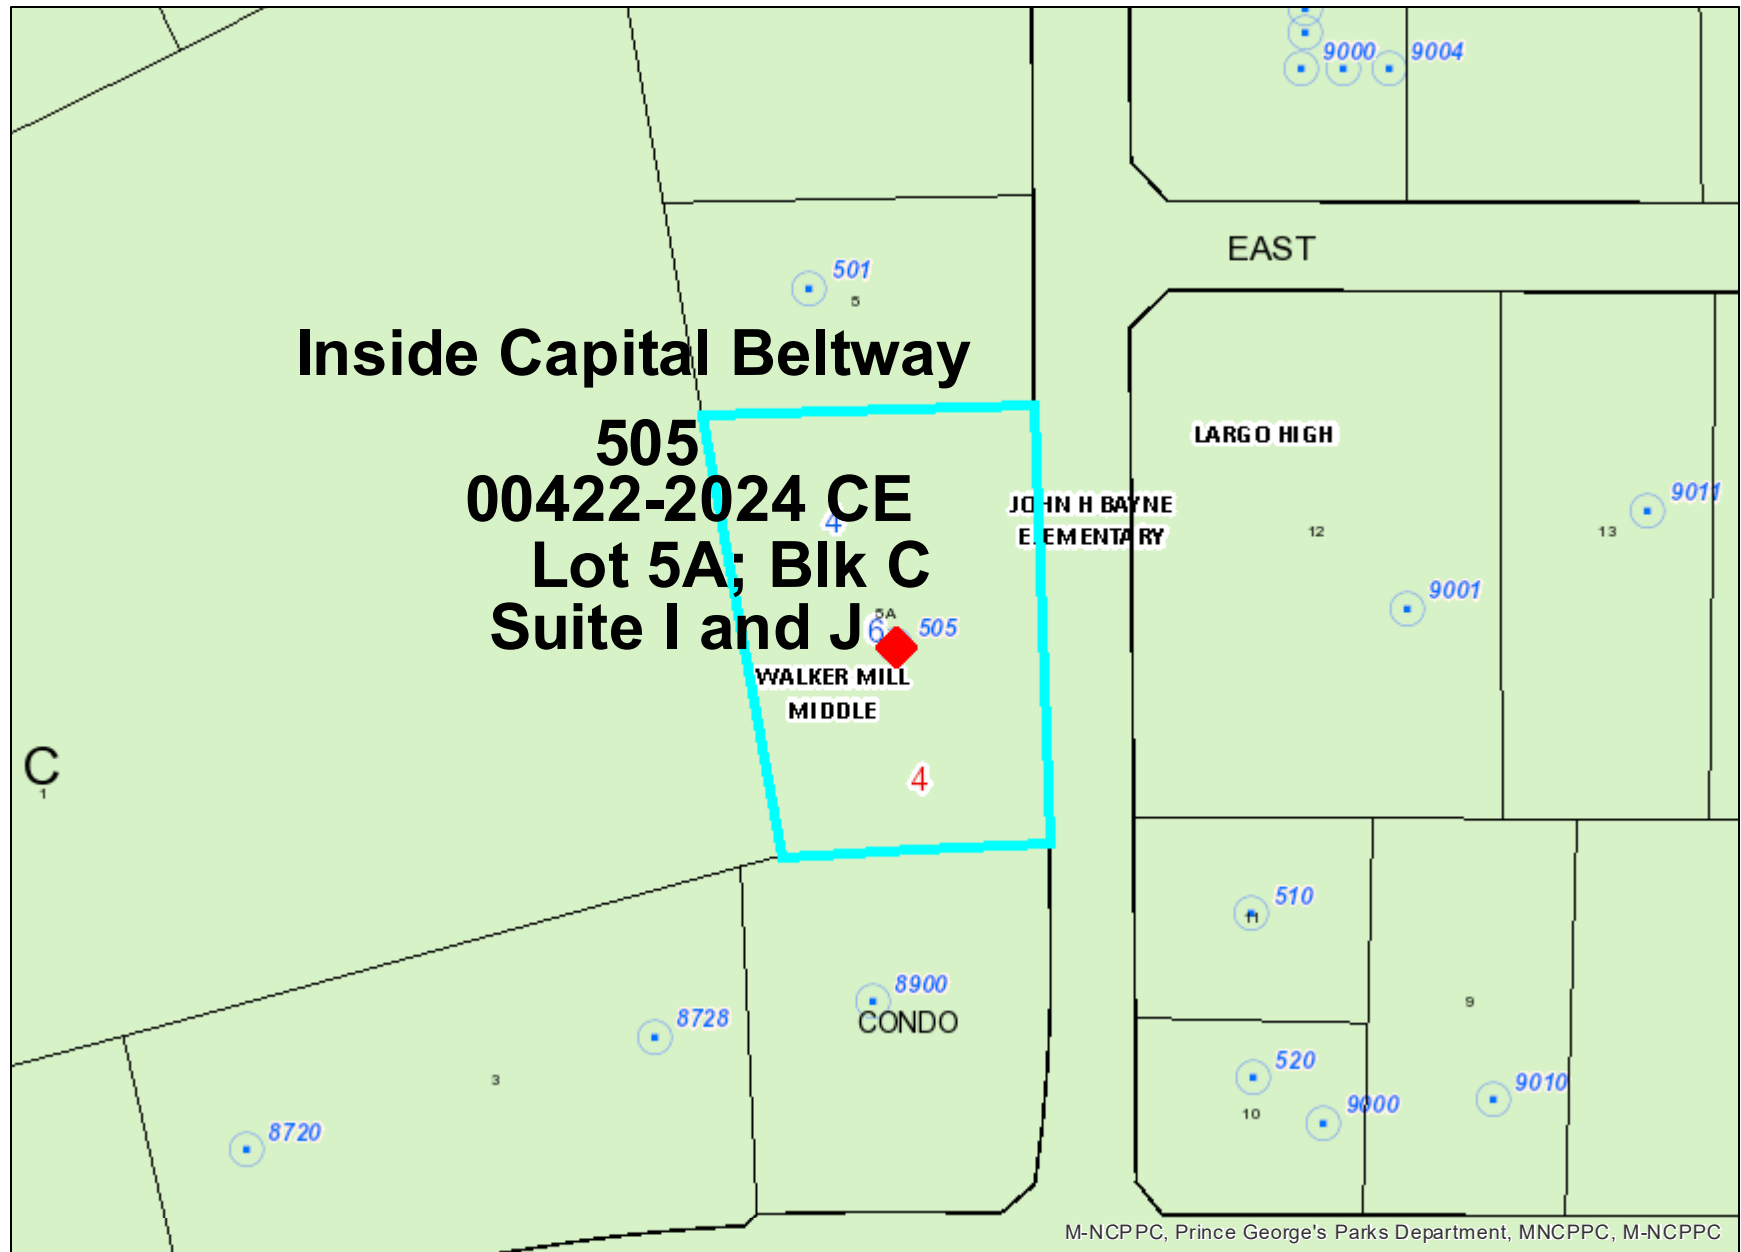 9000
9004
EAST
501
5
Inside Capital Beltway
505
00422-2024 CE
Lot 5A; Blk C
Suite I and J
4
LARGO HIGH
JOHN H BAYNE
ELEMENTARY
12
13
9011
9001
5A
6
505
WALKER MILL
MIDDLE
4
C
1
510
11
8900
CONDO
8728
3
8720
9
520
10
9000
9010
M-NCPPC, Prince George's Parks Department, MNCPPC, M-NCPPC